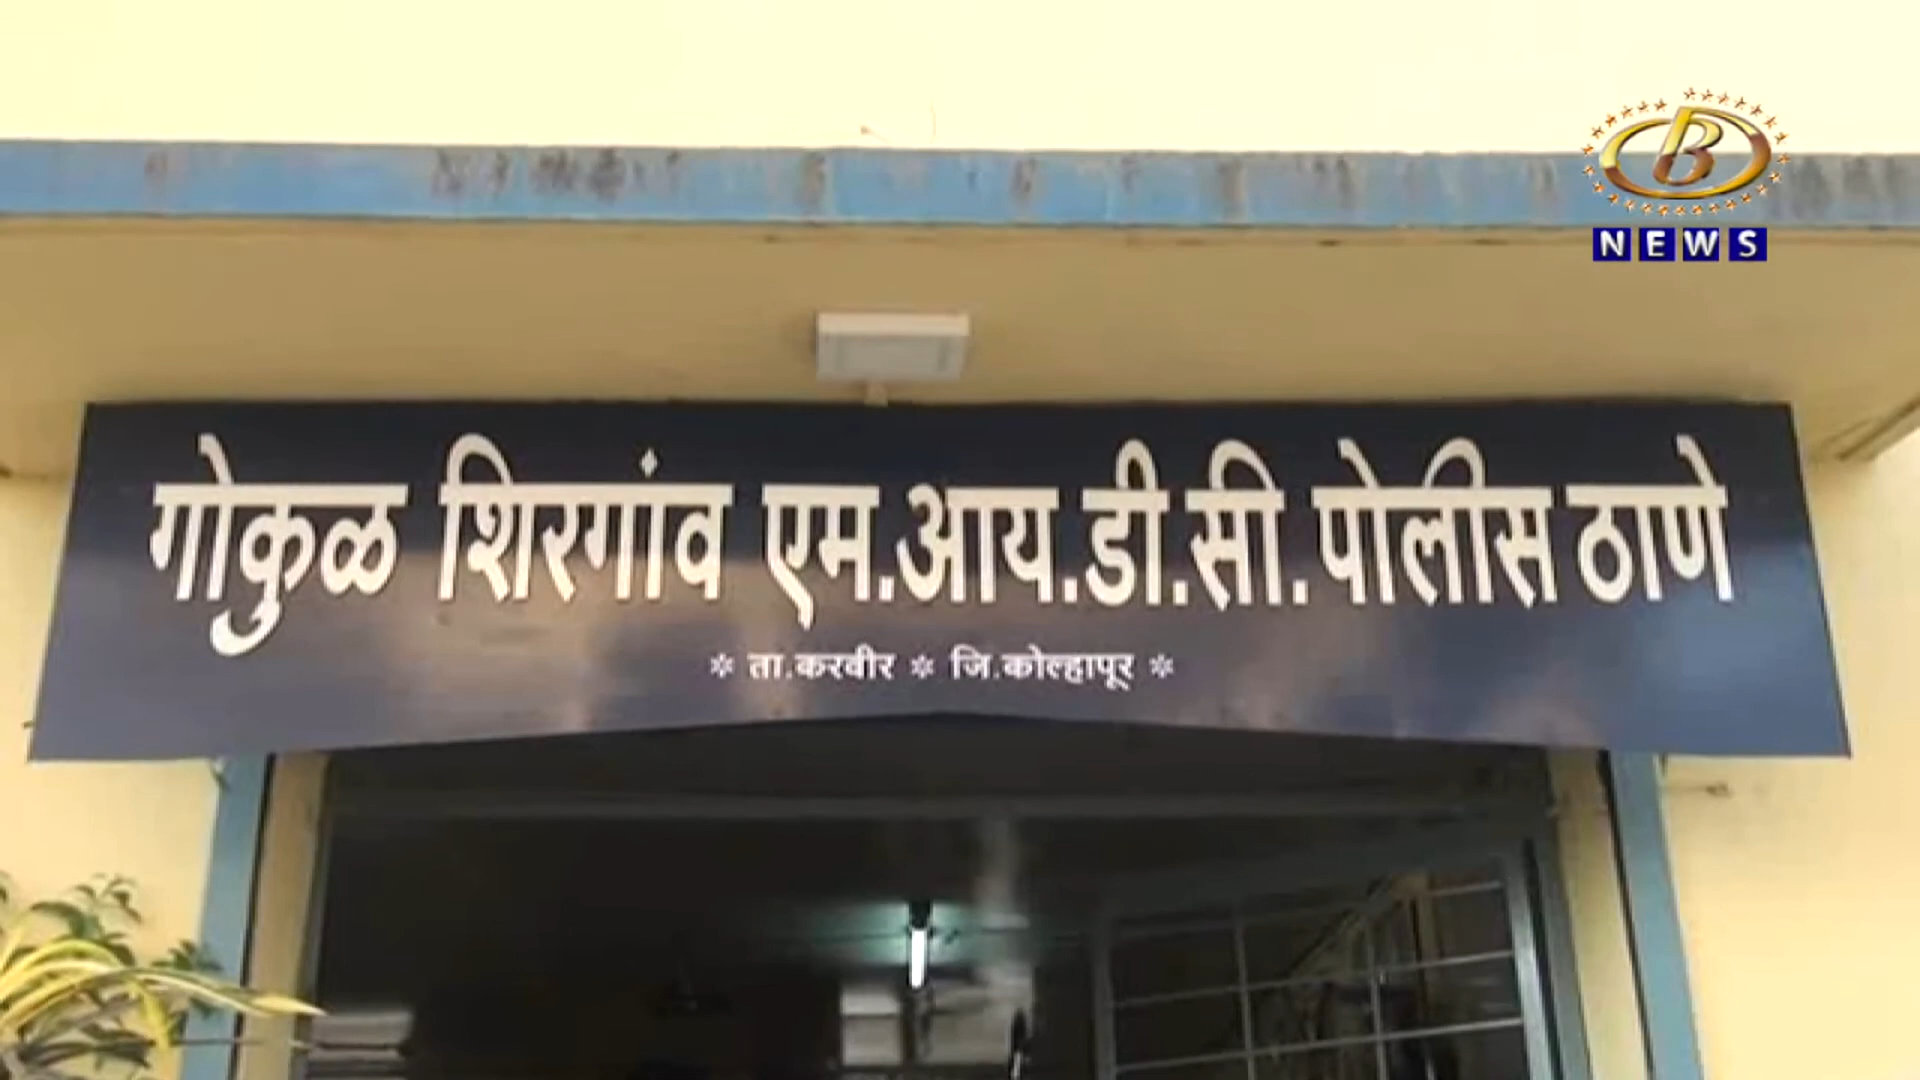 B
NEWS
गोकुळ शिरगांव एम.आय.डी.सी.पोलीस ठाणे
* ता.करवीर * जि.कोल्हापूर *